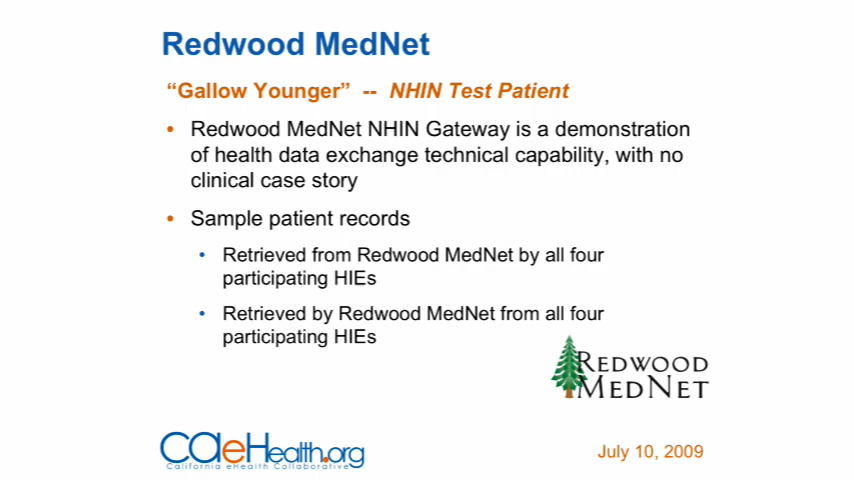 Redwood MedNet
“Gallow Younger” -- NHIN Test Patient
• Redwood MedNet NHIN Gateway is a demonstration
of health data exchange technical capability, with no
clinical case story
• Sample patient records
• Retrieved from Redwood MedNet by all four
participating HIEs
• Retrieved by Redwood MedNet from all four
participating HIEs
REDWOOD
MEDNET
CAeHealth.org
California eHealth Collaborative
July 10, 2009